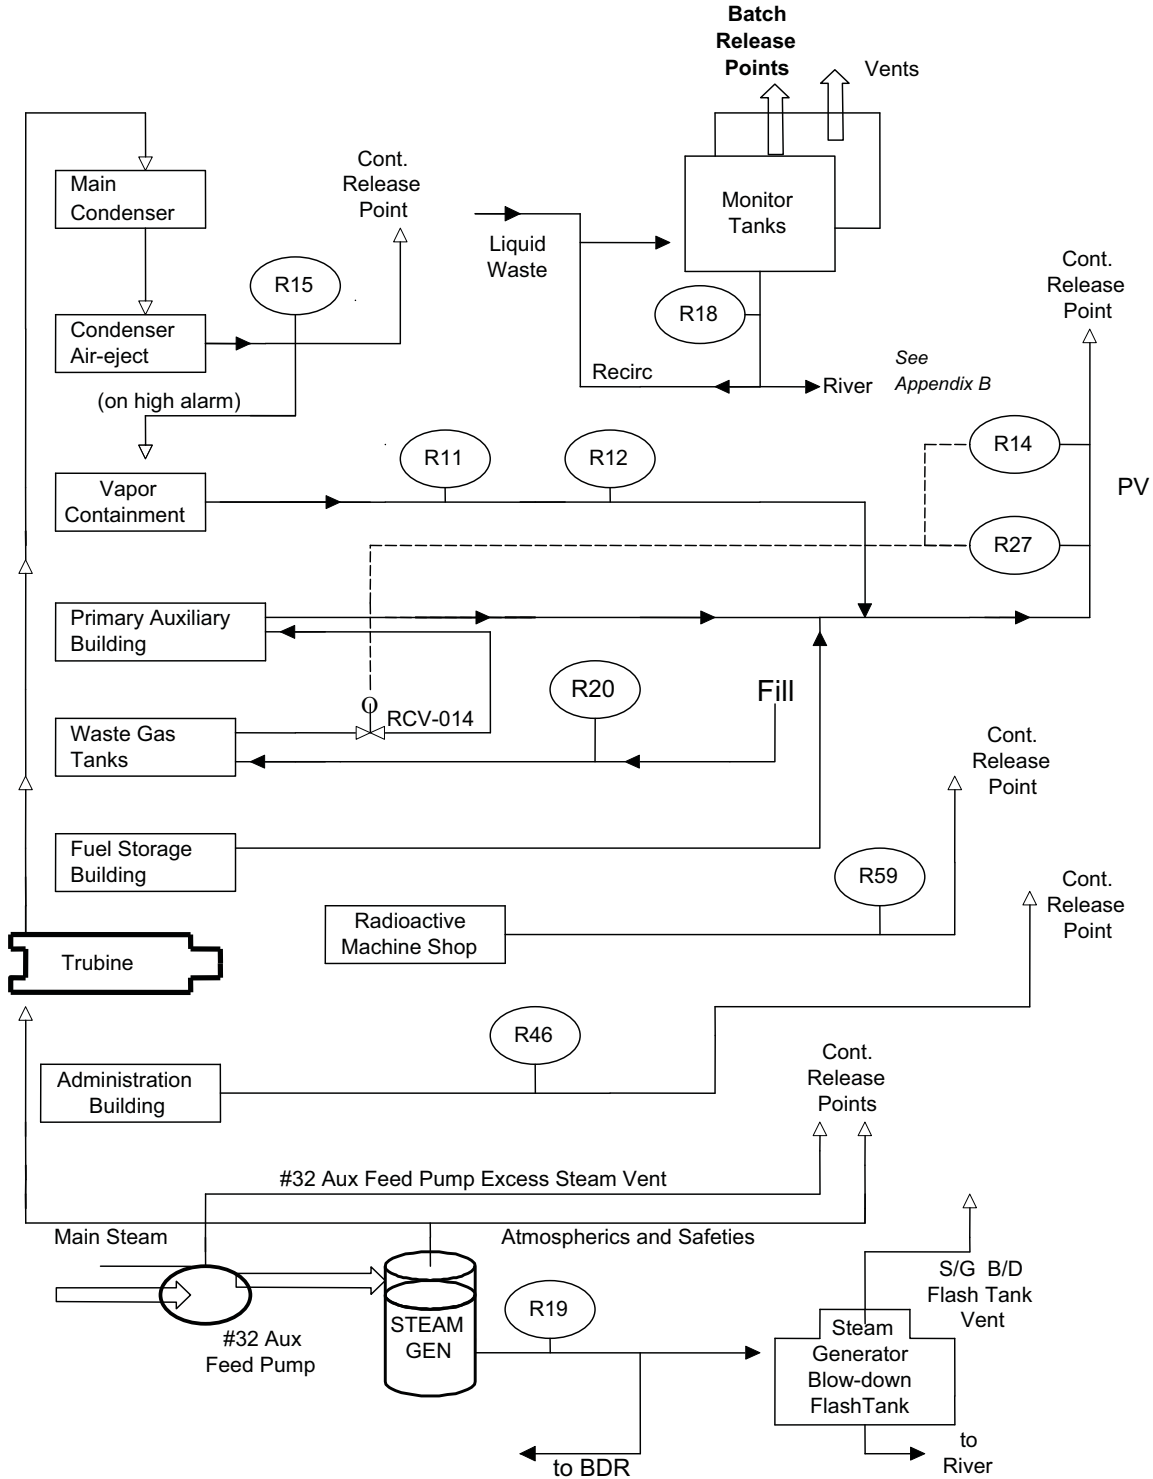 Batch
Release
Points
Vents
Main
Condenser
Cont.
Release
Point
Monitor
Tanks
Liquid
Waste
R15
Cont.
Release
Point
R18
Condenser
Air-eject
Recirc
River
See
Appendix B
(on high alarm)
R11
R12
R14
Vapor
Containment
PV
R27
Primary Auxiliary
Building
R20
Fill
O
RCV-014
Waste Gas
Tanks
Cont.
Release
Point
Fuel Storage
Building
R59
Cont.
Release
Point
Radioactive
Machine Shop
Trubine
R46
Administration
Building
Cont.
Release
Points
#32 Aux Feed Pump Excess Steam Vent
Main Steam
Atmospherics and Safeties
S/G B/D
Flash Tank
Vent
R19
STEAM
GEN
#32 Aux
Feed Pump
Steam
Generator
Blow-down
FlashTank
to BDR
to
River